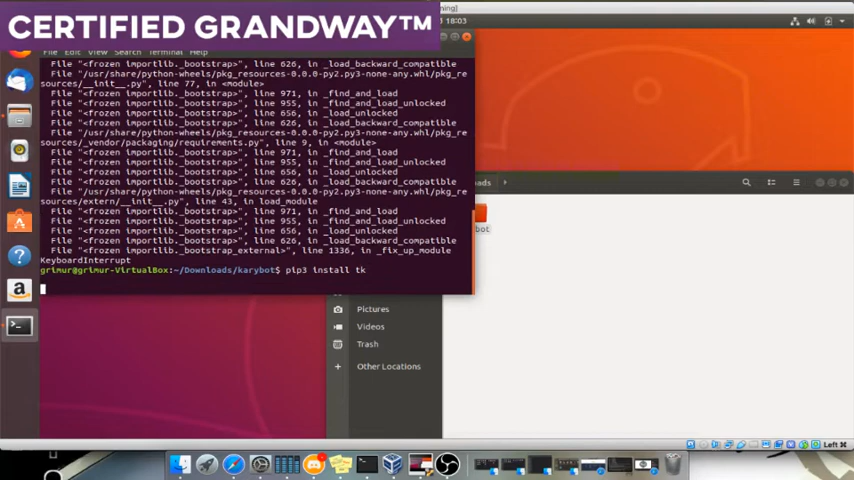 CERTIFIED GRANDWAY™
18:03
File Edit View Search Terminal Help
File "<frozen importlib._bootstrap>", line 626, in _load_backward_compatible
File "/usr/share/python-wheels/pkg_resources-0.0.0-py2.py3-none-any.whl/pkg_re
sources/__init__.py", line 77, in <module>
File "<frozen importlib._bootstrap>", line 971, in _find_and_load
File "<frozen importlib._bootstrap>", line 955, in _find_and_load_unlocked
File "<frozen importlib._bootstrap>", line 656, in _load_unlocked
File "<frozen importlib._bootstrap>", line 626, in _load_backward_compatible
File "/usr/share/python-wheels/pkg_resources-0.0.0-py2.py3-none-any.whl/pkg_re
sources/_vendor/packaging/requirements.py", line 9, in <module>
File "<frozen importlib._bootstrap>", line 971, in _find_and_load
File "<frozen importlib._bootstrap>", line 955, in _find_and_load_unlocked
File "<frozen importlib._bootstrap>", line 656, in _load_unlocked
File "<frozen importlib._bootstrap>", line 626, in _load_backward_compatible
File "/usr/share/python-wheels/pkg_resources-0.0.0-py2.py3-none-any.whl/pkg_re
sources/extern/__init__.py", line 43, in load_module
File "<frozen importlib._bootstrap>", line 971, in _find_and_load
File "<frozen importlib._bootstrap>", line 955, in _find_and_load_unlocked
File "<frozen importlib._bootstrap>", line 656, in _load_unlocked
File "<frozen importlib._bootstrap>", line 626, in _load_backward_compatible
File "<frozen importlib._bootstrap_external>", line 1336, in _fix_up_module
KeyboardInterrupt
grimur@grimur-VirtualBox:~/Downloads/karybot$ pip3 install tk
Pictures
Videos
Trash
Other Locations
Left ⌘